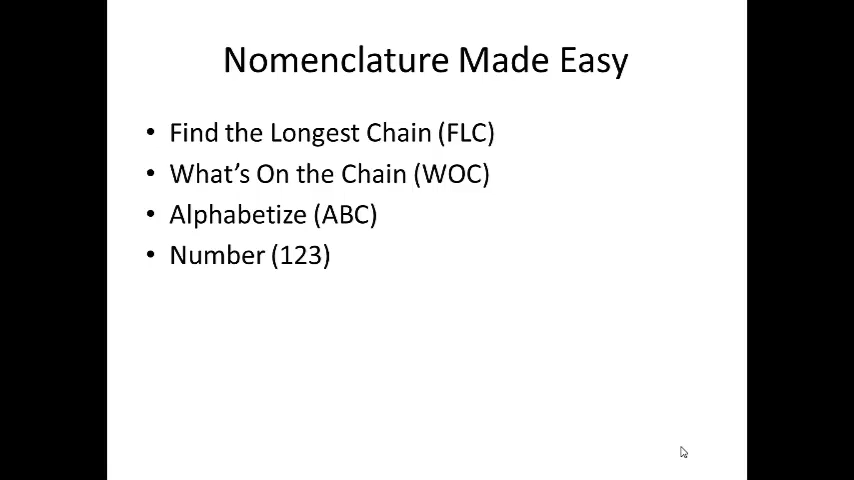 Nomenclature Made Easy
• Find the Longest Chain (FLC)
• What's On the Chain (WOC)
• Alphabetize (ABC)
• Number (123)